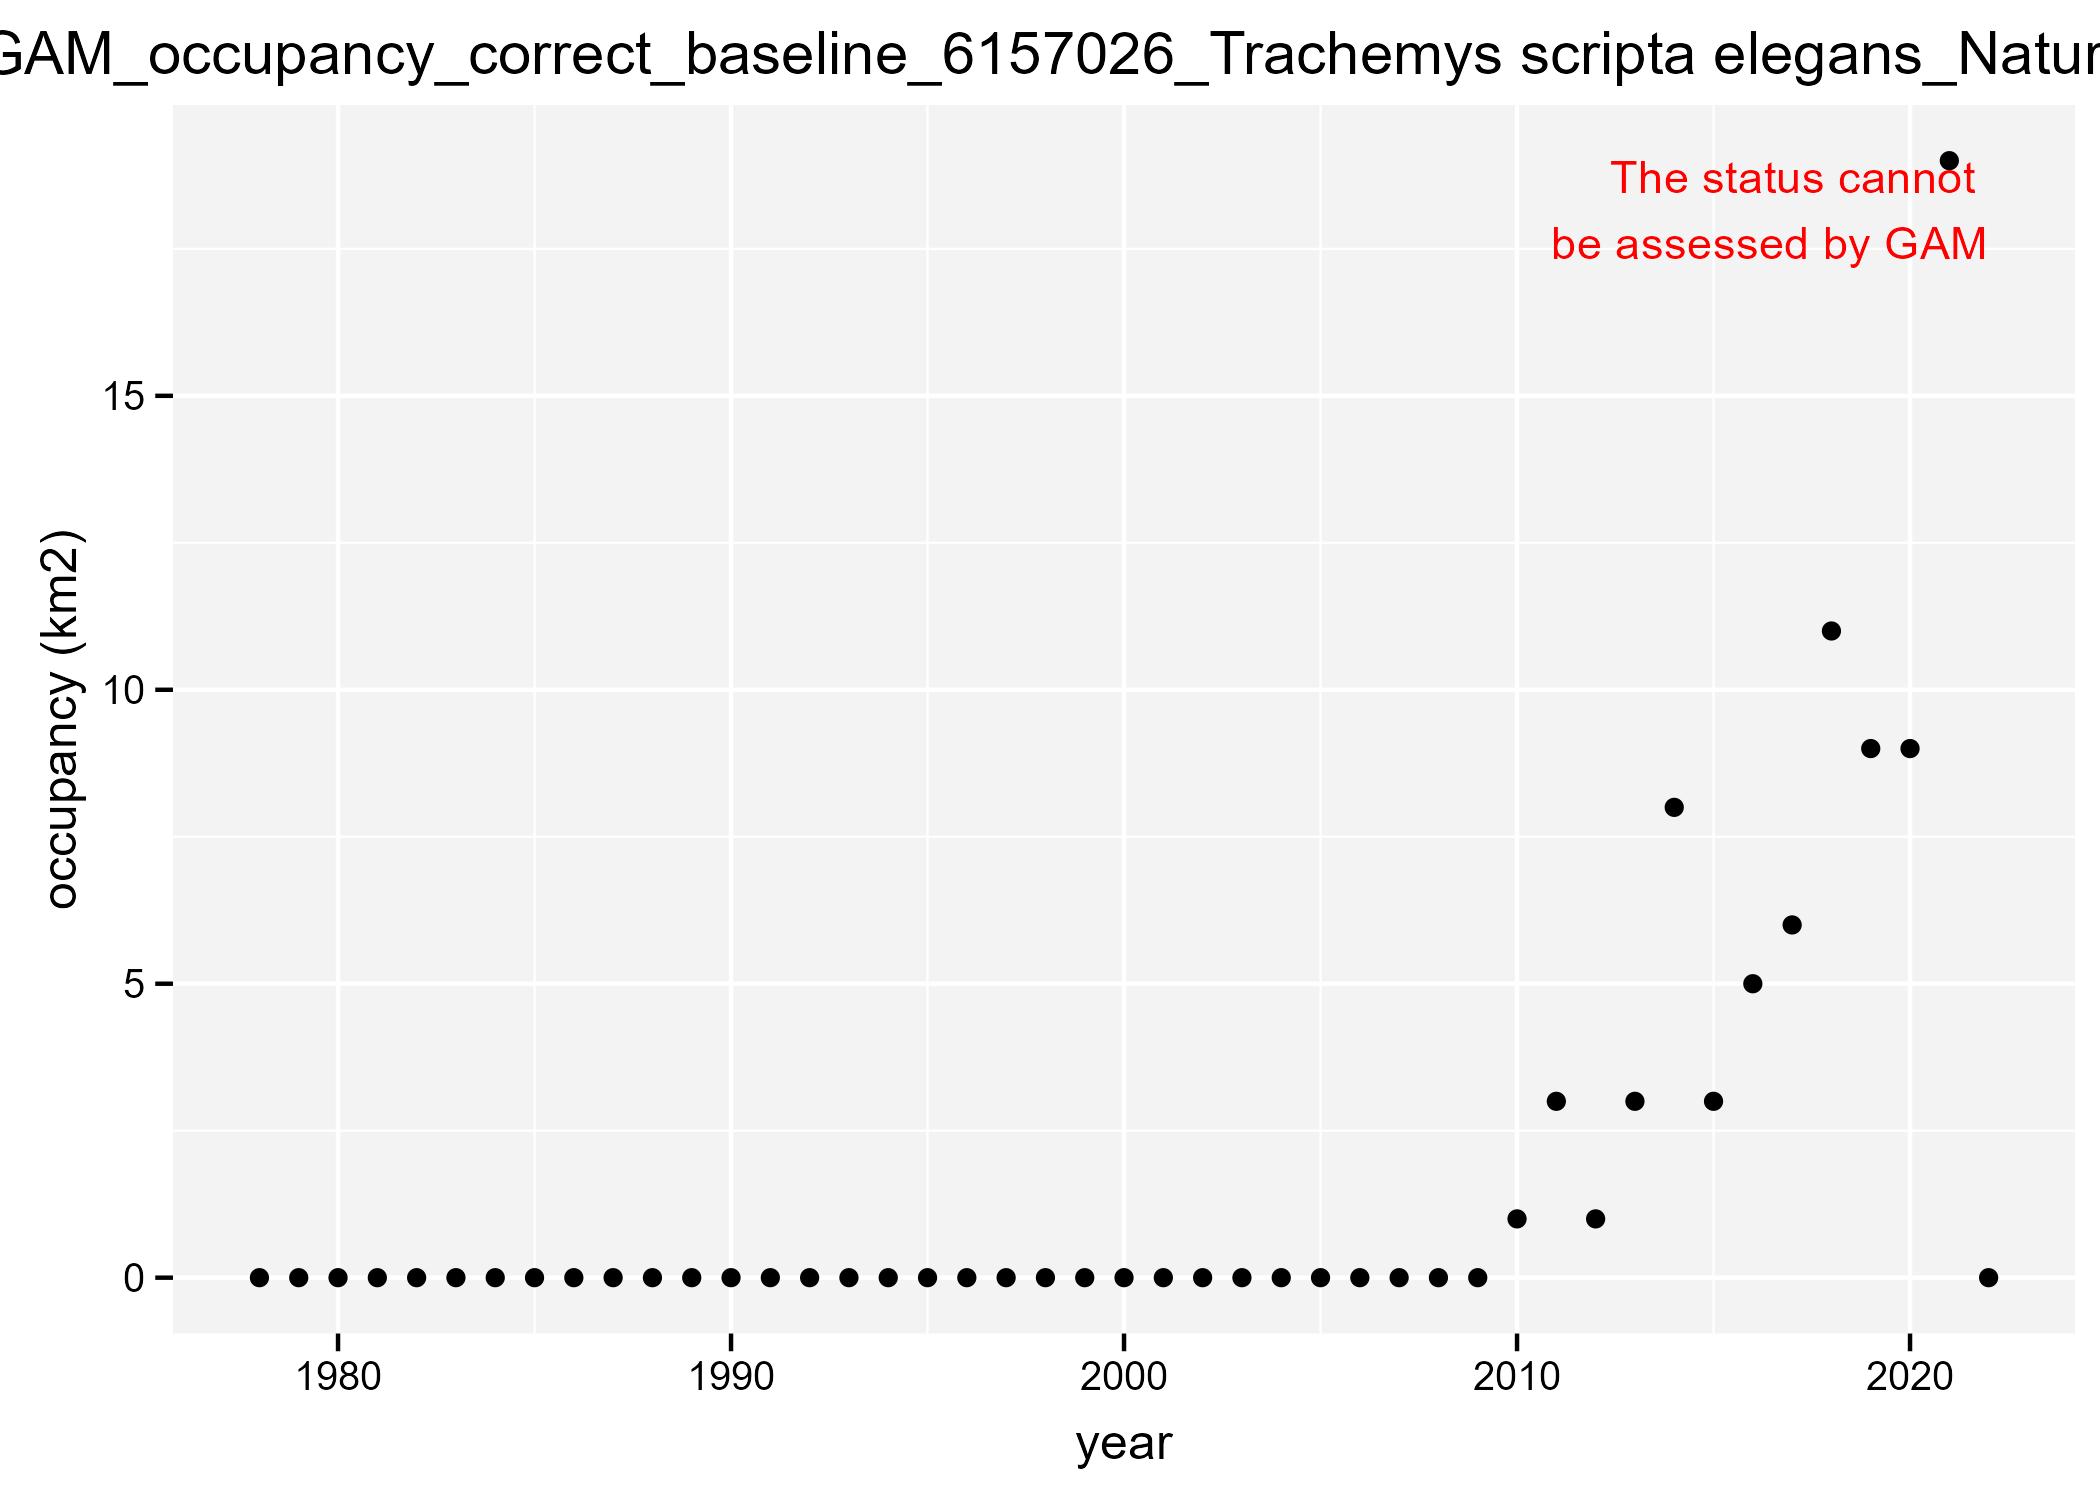 GAM_occupancy_correct_baseline_6157026_Trachemys scripta elegans_Natur
The status cannot
be assessed by GAM
15
10
5
0
occupancy (km2)
1980 1990 2000 2010 2020
year